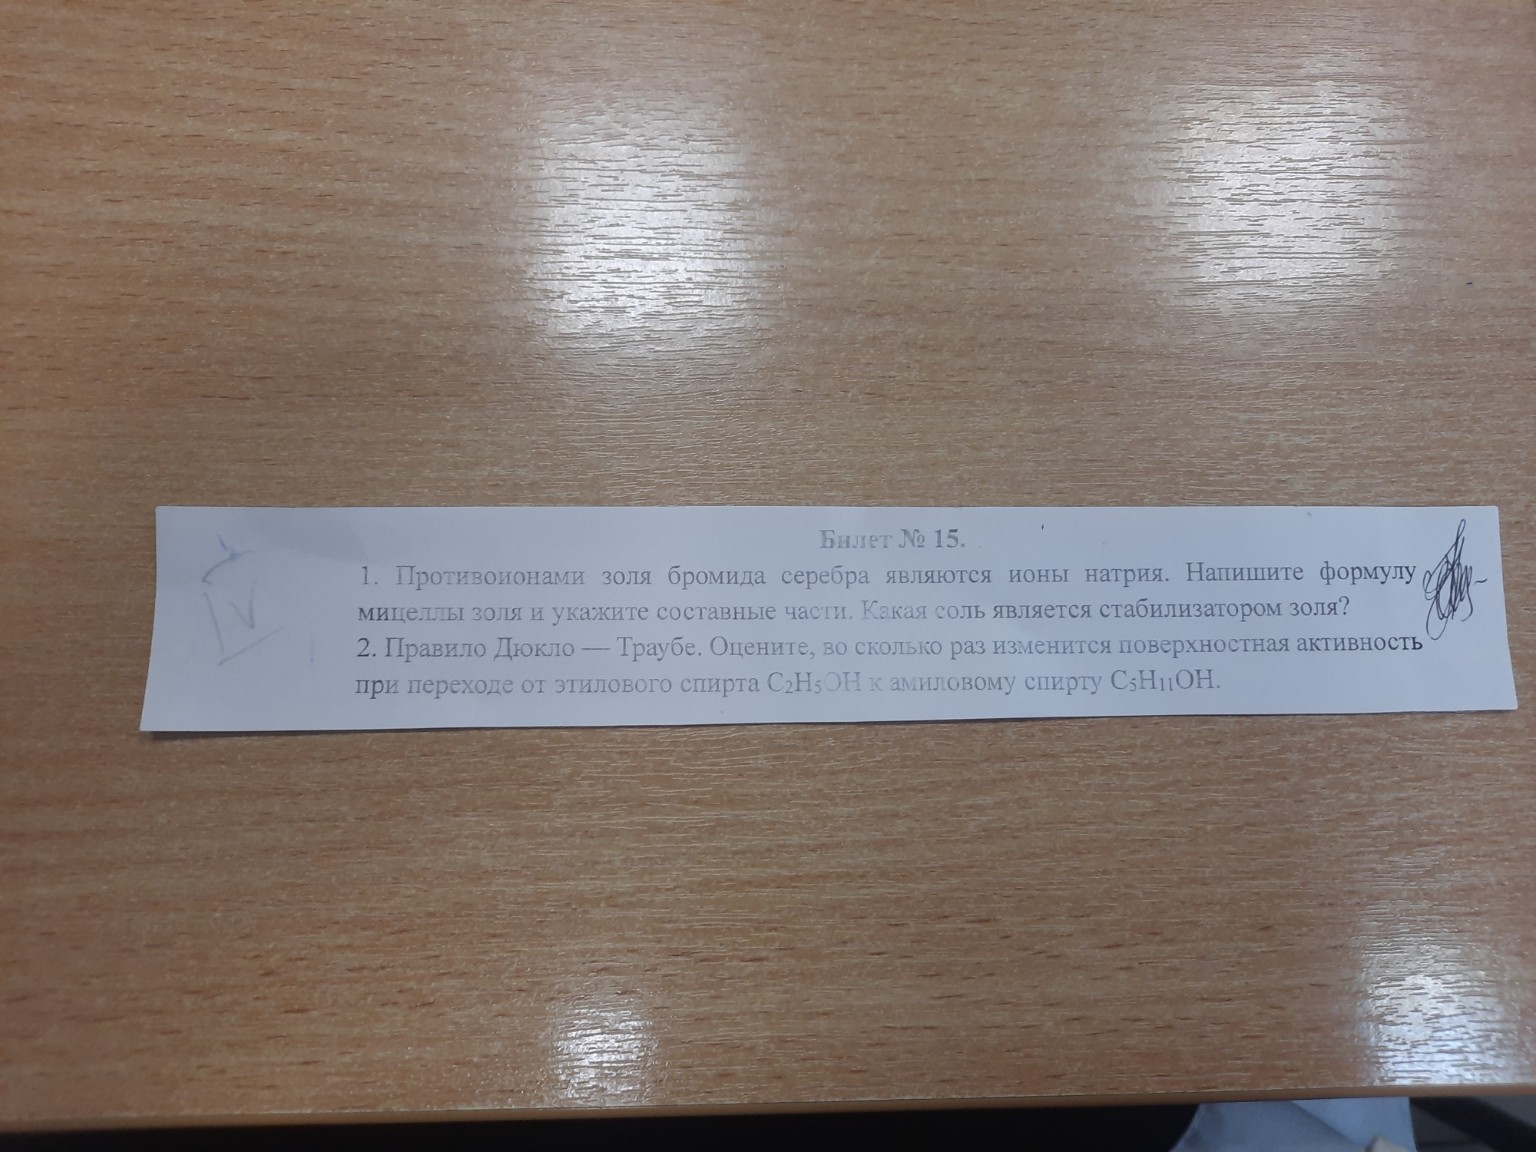 Билет № 15.
1. Противоионами золя бромида серебра являются ионы натрия. Напишите формулу
мицеллы золя и укажите составные части. Какая соль является стабилизатором золя?
2. Правило Дюкло — Траубе. Оцените, во сколько раз изменится поверхностная активность
при переходе от этилового спирта C₂H₅OH к амиловому спирту C₅H₁₁OH.